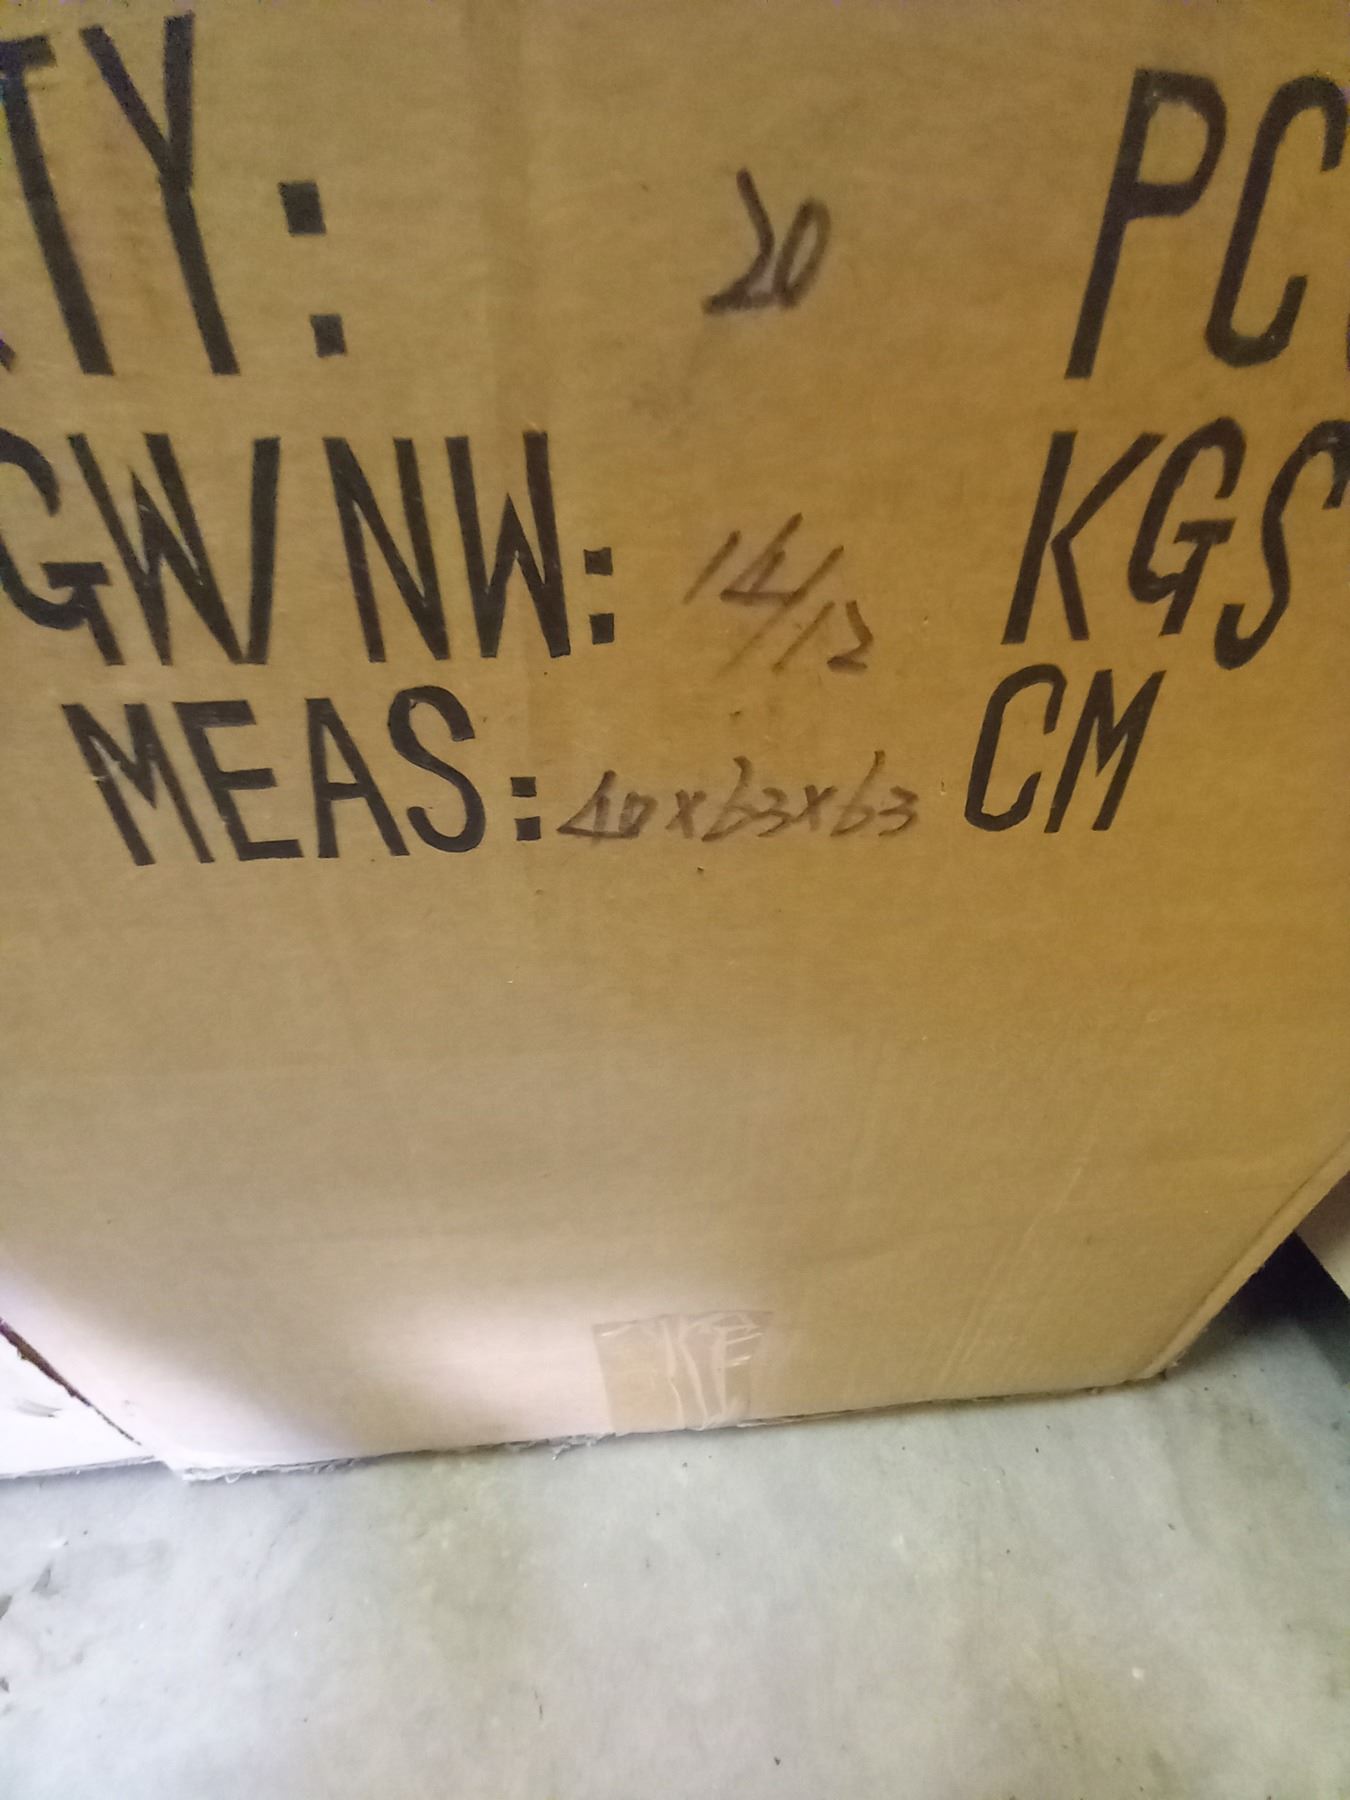 TY: 20 PC
GW/NW: 14/12 KGS
MEAS: 40x63x63 CM